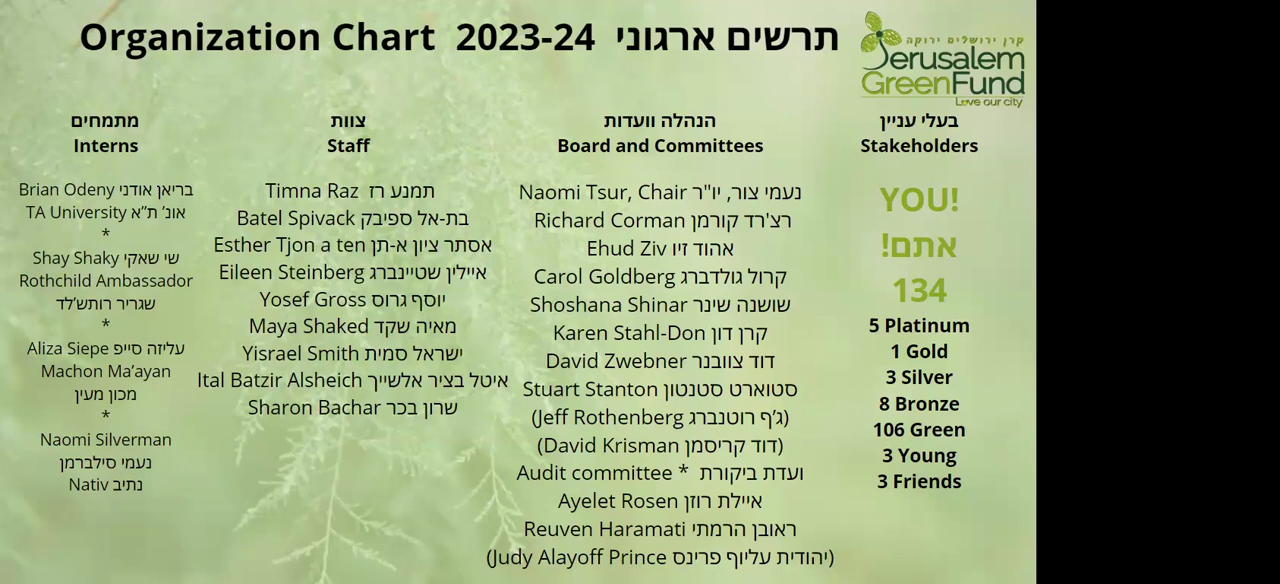 Organization Chart 2023-24 תרשים ארגוני
קרן ירושלים ירוקה
Jerusalem
GreenFund
Love our city
מתמחים
Interns
Brian Odeny בריאן אודני
TA University אונ' ת"א
*
Shay Shaky שי שאקי
Rothchild Ambassador
שגריר רותש'לד
*
Aliza Siepe עליזה סייפ
Machon Ma'ayan
מכון מעין
*
Naomi Silverman
נעמי סילברמן
Nativ נתיב
צוות
Staff
Timna Raz תמנע רז
Batel Spivack בת-אל ספיבק
Esther Tjon a ten אסתר ציון א-תן
Eileen Steinberg איילין שטיינברג
Yosef Gross יוסף גרוס
Maya Shaked מאיה שקד
Yisrael Smith ישראל סמית
Ital Batzir Alsheich איטל בציר אלשייך
Sharon Bachar שרון בכר
הנהלה וועדות
Board and Committees
Naomi Tsur, Chair נעמי צור, יו"ר
Richard Corman רצ'רד קורמן
Ehud Ziv אהוד זיו
Carol Goldberg קרול גולדברג
Shoshana Shinar שושנה שינר
Karen Stahl-Don קרן דון
David Zwebner דוד צוובנר
Stuart Stanton סטוארט סטנטון
(Jeff Rothenberg ג'ף רוטנברג)
(David Krisman דוד קריסמן)
Audit committee * ועדת ביקורת
Ayelet Rosen איילת רוזן
Reuven Haramati ראובן הרמתי
(Judy Alayoff Prince יהודית עליוף פרינס)
בעלי עניין
Stakeholders
YOU!
אתם!
134
5 Platinum
1 Gold
3 Silver
8 Bronze
106 Green
3 Young
3 Friends